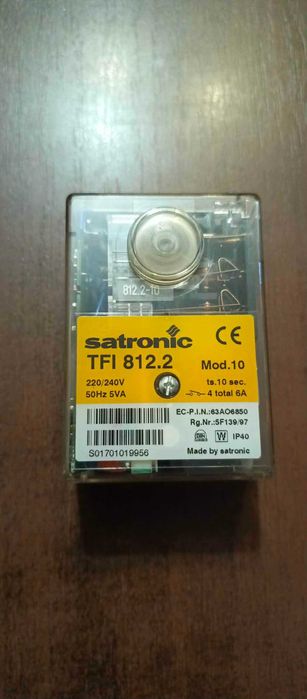 812.2-10
satronic CE
TFI 812.2 Mod.10
220/240V ts.10 sec.
50Hz 5VA 4 total 6A
EC-P.I.N.:63AO6850
Rg.Nr.:5F139/97
DIN W IP40
S01701019956 Made by satronic